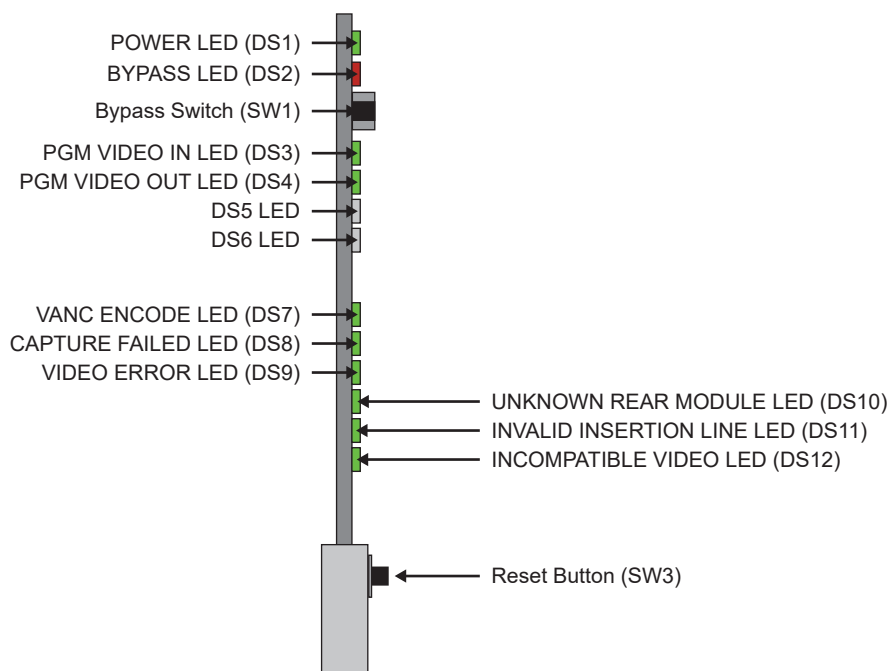 POWER LED (DS1)
BYPASS LED (DS2)
Bypass Switch (SW1)
PGM VIDEO IN LED (DS3)
PGM VIDEO OUT LED (DS4)
DS5 LED
DS6 LED
VANC ENCODE LED (DS7)
CAPTURE FAILED LED (DS8)
VIDEO ERROR LED (DS9)
UNKNOWN REAR MODULE LED (DS10)
INVALID INSERTION LINE LED (DS11)
INCOMPATIBLE VIDEO LED (DS12)
Reset Button (SW3)